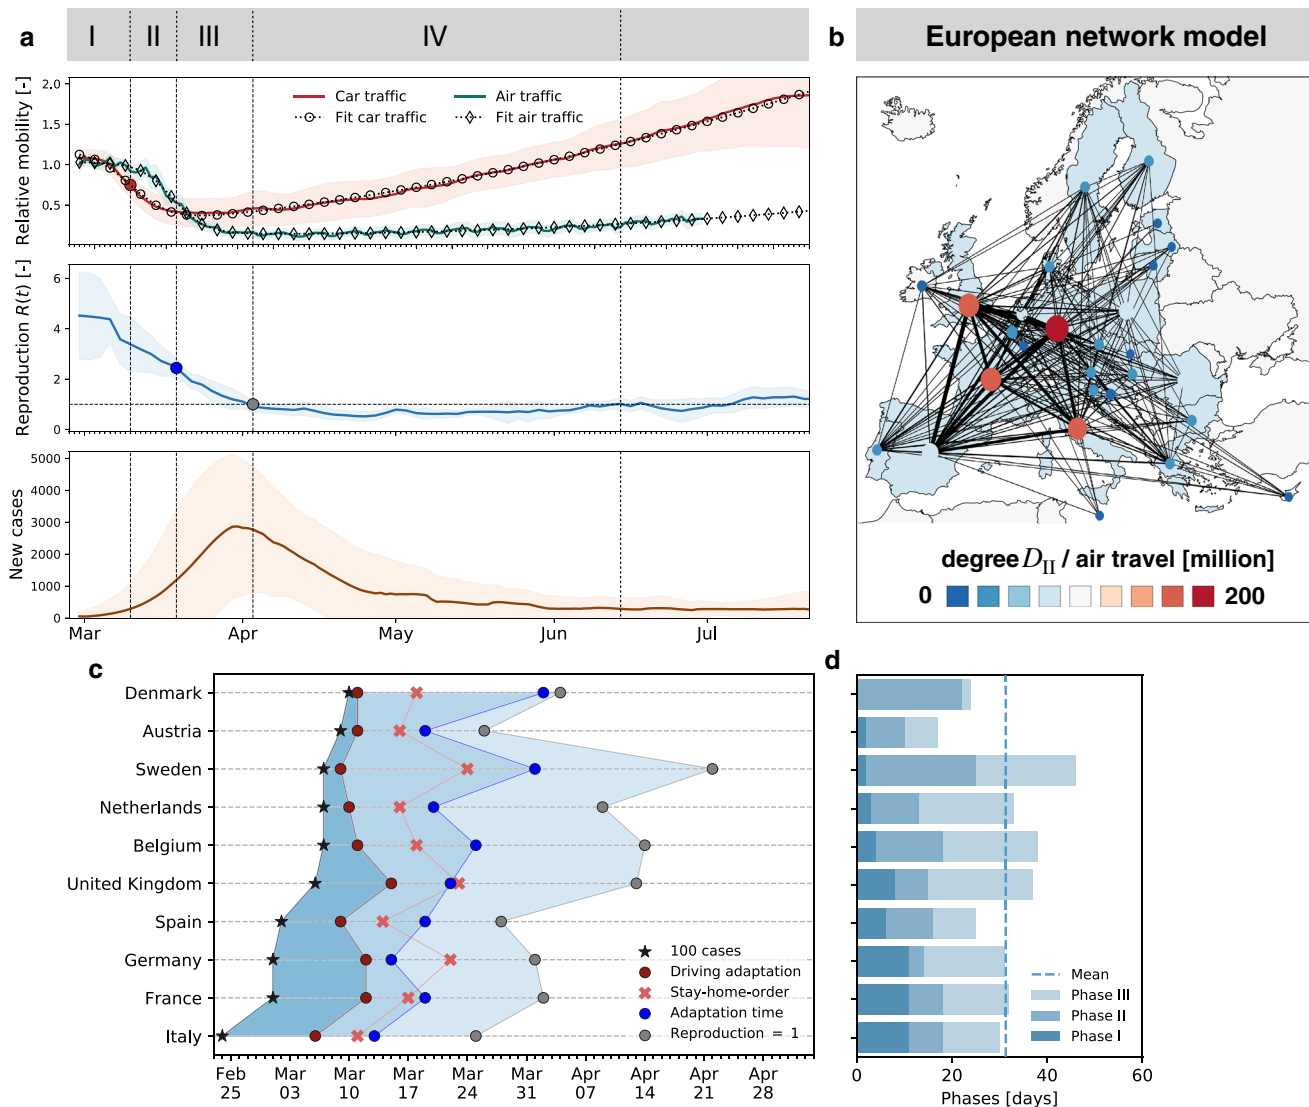 a
I II III IV
b
European network model
Relative mobility [-]
2.0
1.5
1.0
0.5
Car traffic
Fit car traffic
Air traffic
Fit air traffic
Reproduction R(t) [-]
6
4
2
0
New cases
5000
4000
3000
2000
1000
0
Mar Apr May Jun Jul
degree D_II / air travel [million]
0 200
c
Denmark
Austria
Sweden
Netherlands
Belgium
United Kingdom
Spain
Germany
France
Italy
100 cases
Driving adaptation
Stay-home-order
Adaptation time
Reproduction = 1
Feb Mar Mar Mar Mar Mar Apr Apr Apr Apr
25 03 10 17 24 31 07 14 21 28
d
Mean
Phase III
Phase II
Phase I
0 20 40 60
Phases [days]